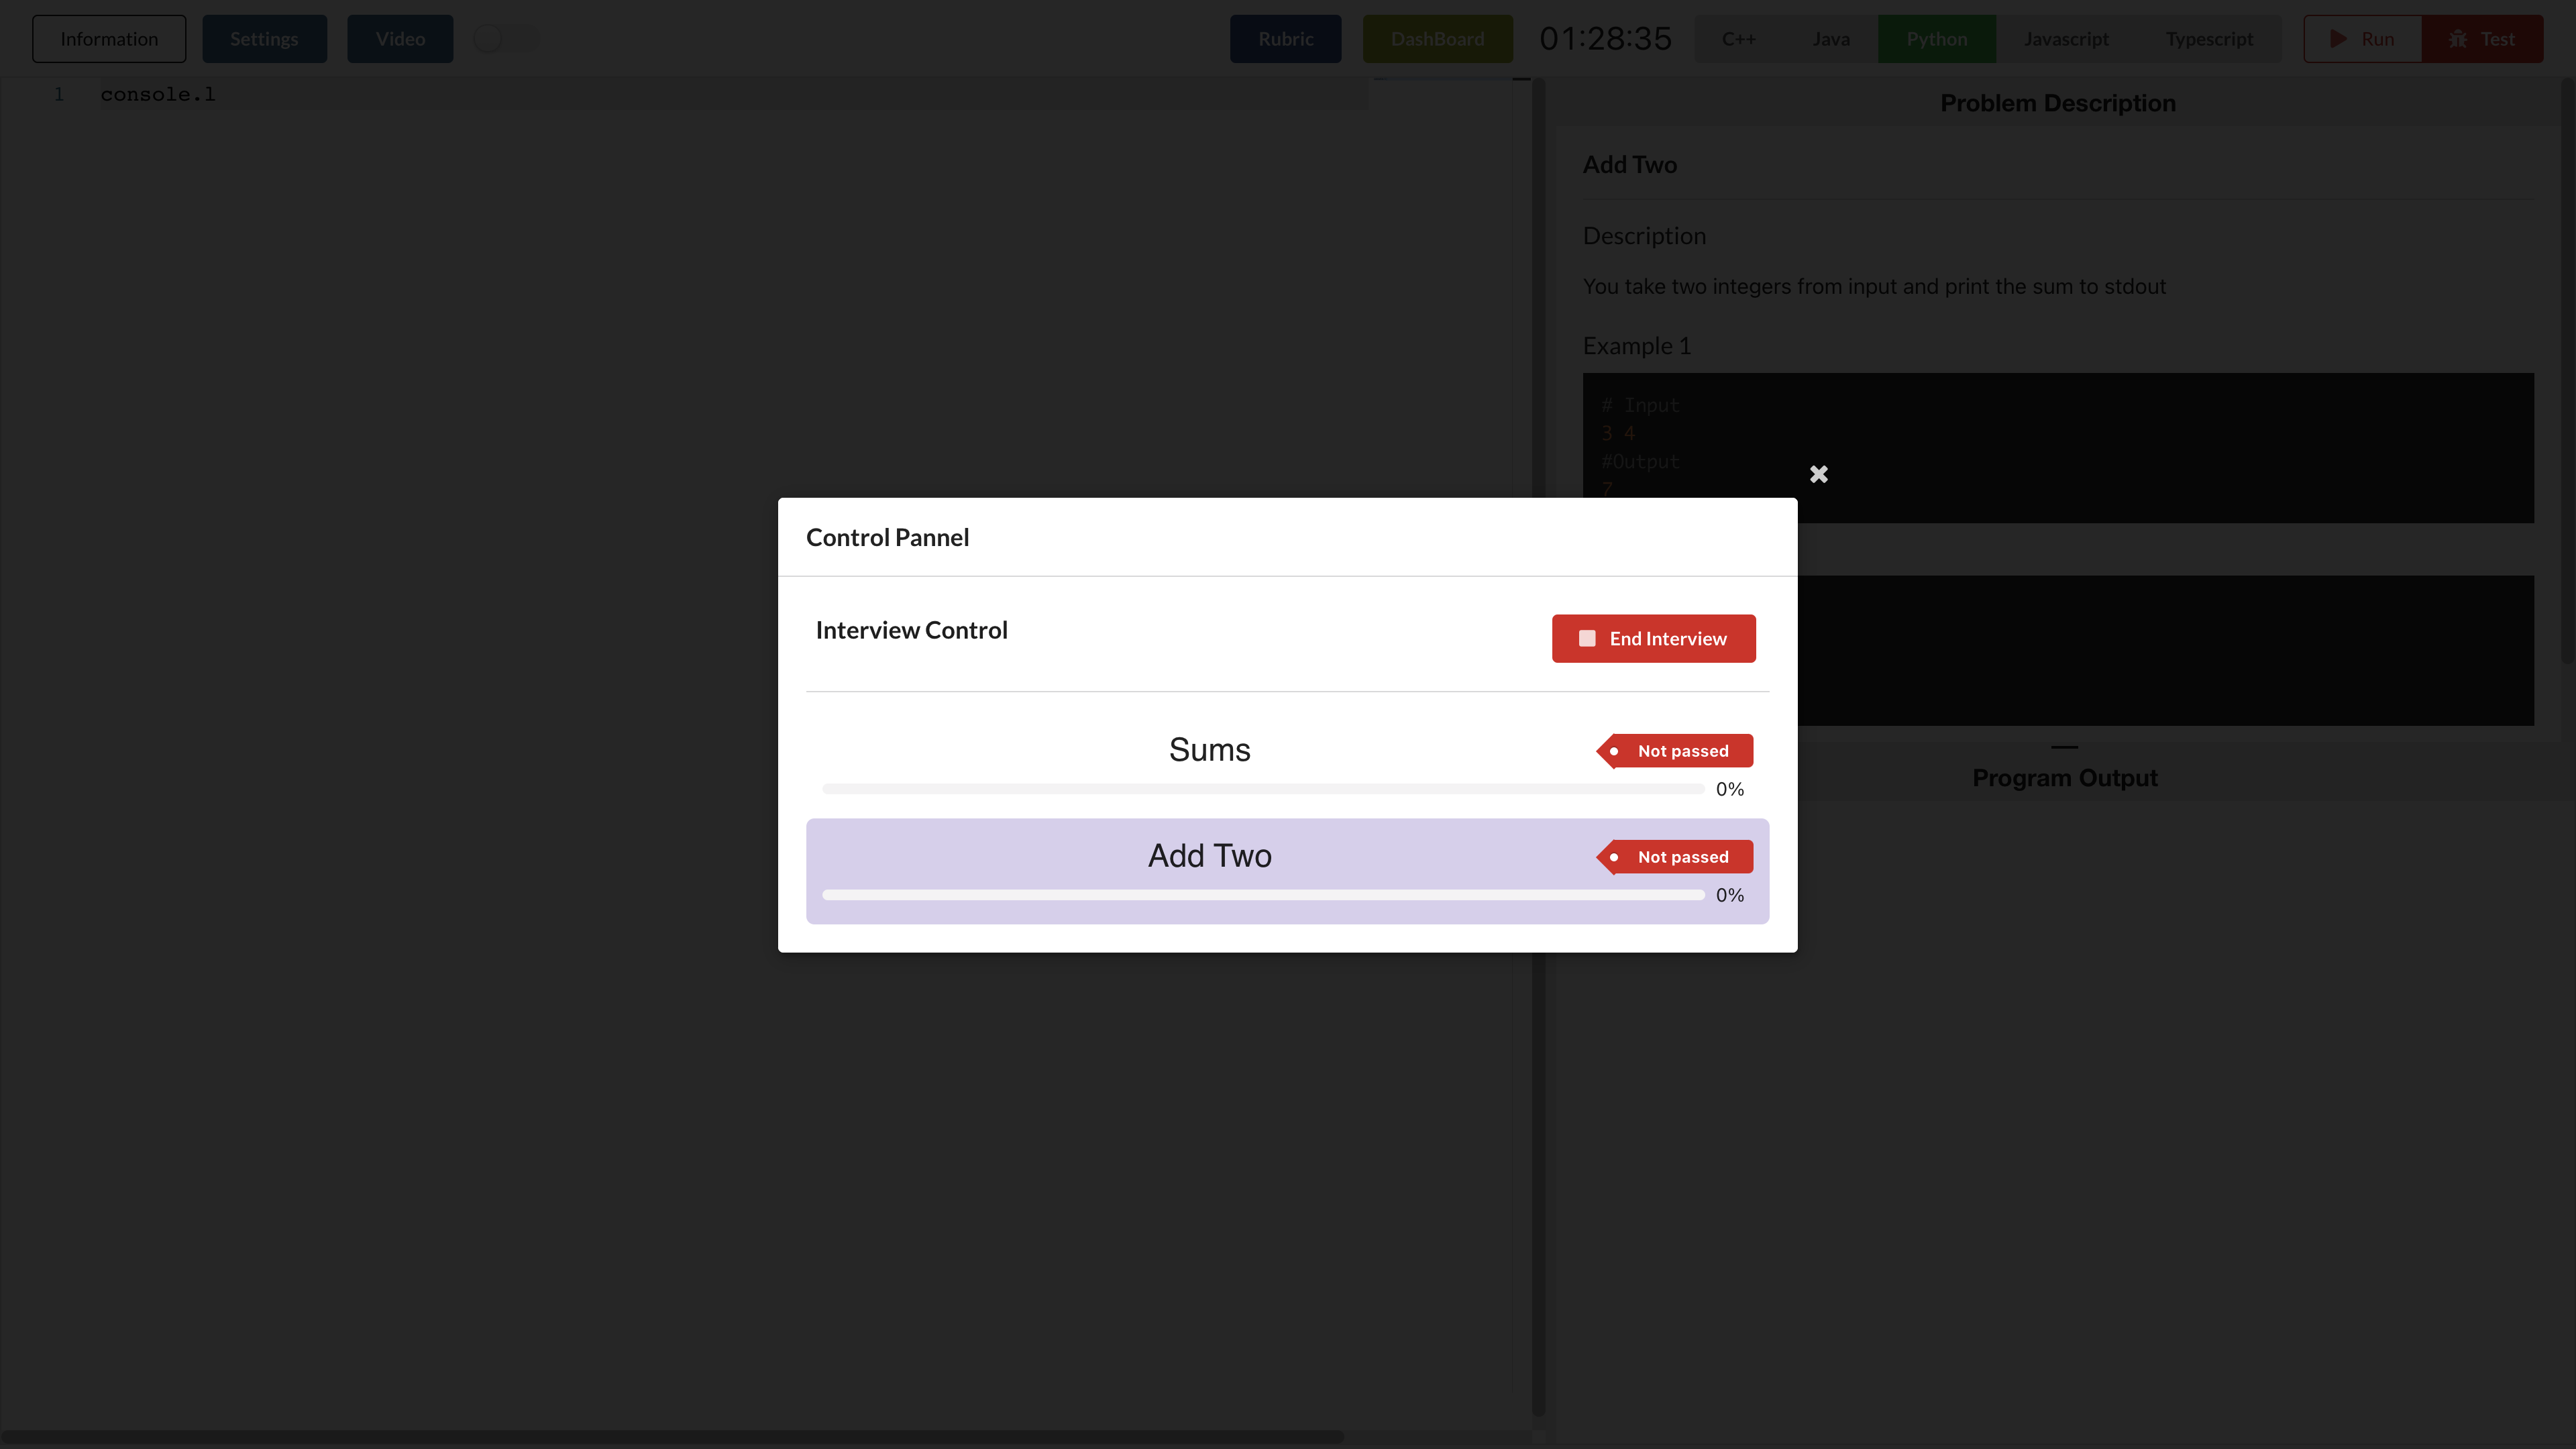 Information Settings Video Rubric DashBoard 01:28:35 C++ Java Python Javascript Typescript Run Test
1 console.l
Problem Description
Add Two
Description
You take two integers from input and print the sum to stdout
Example 1
# Input
3 4
#Output
7
Control Pannel
Interview Control
End Interview
Sums
Not passed
0%
Add Two
Not passed
0%
Program Output